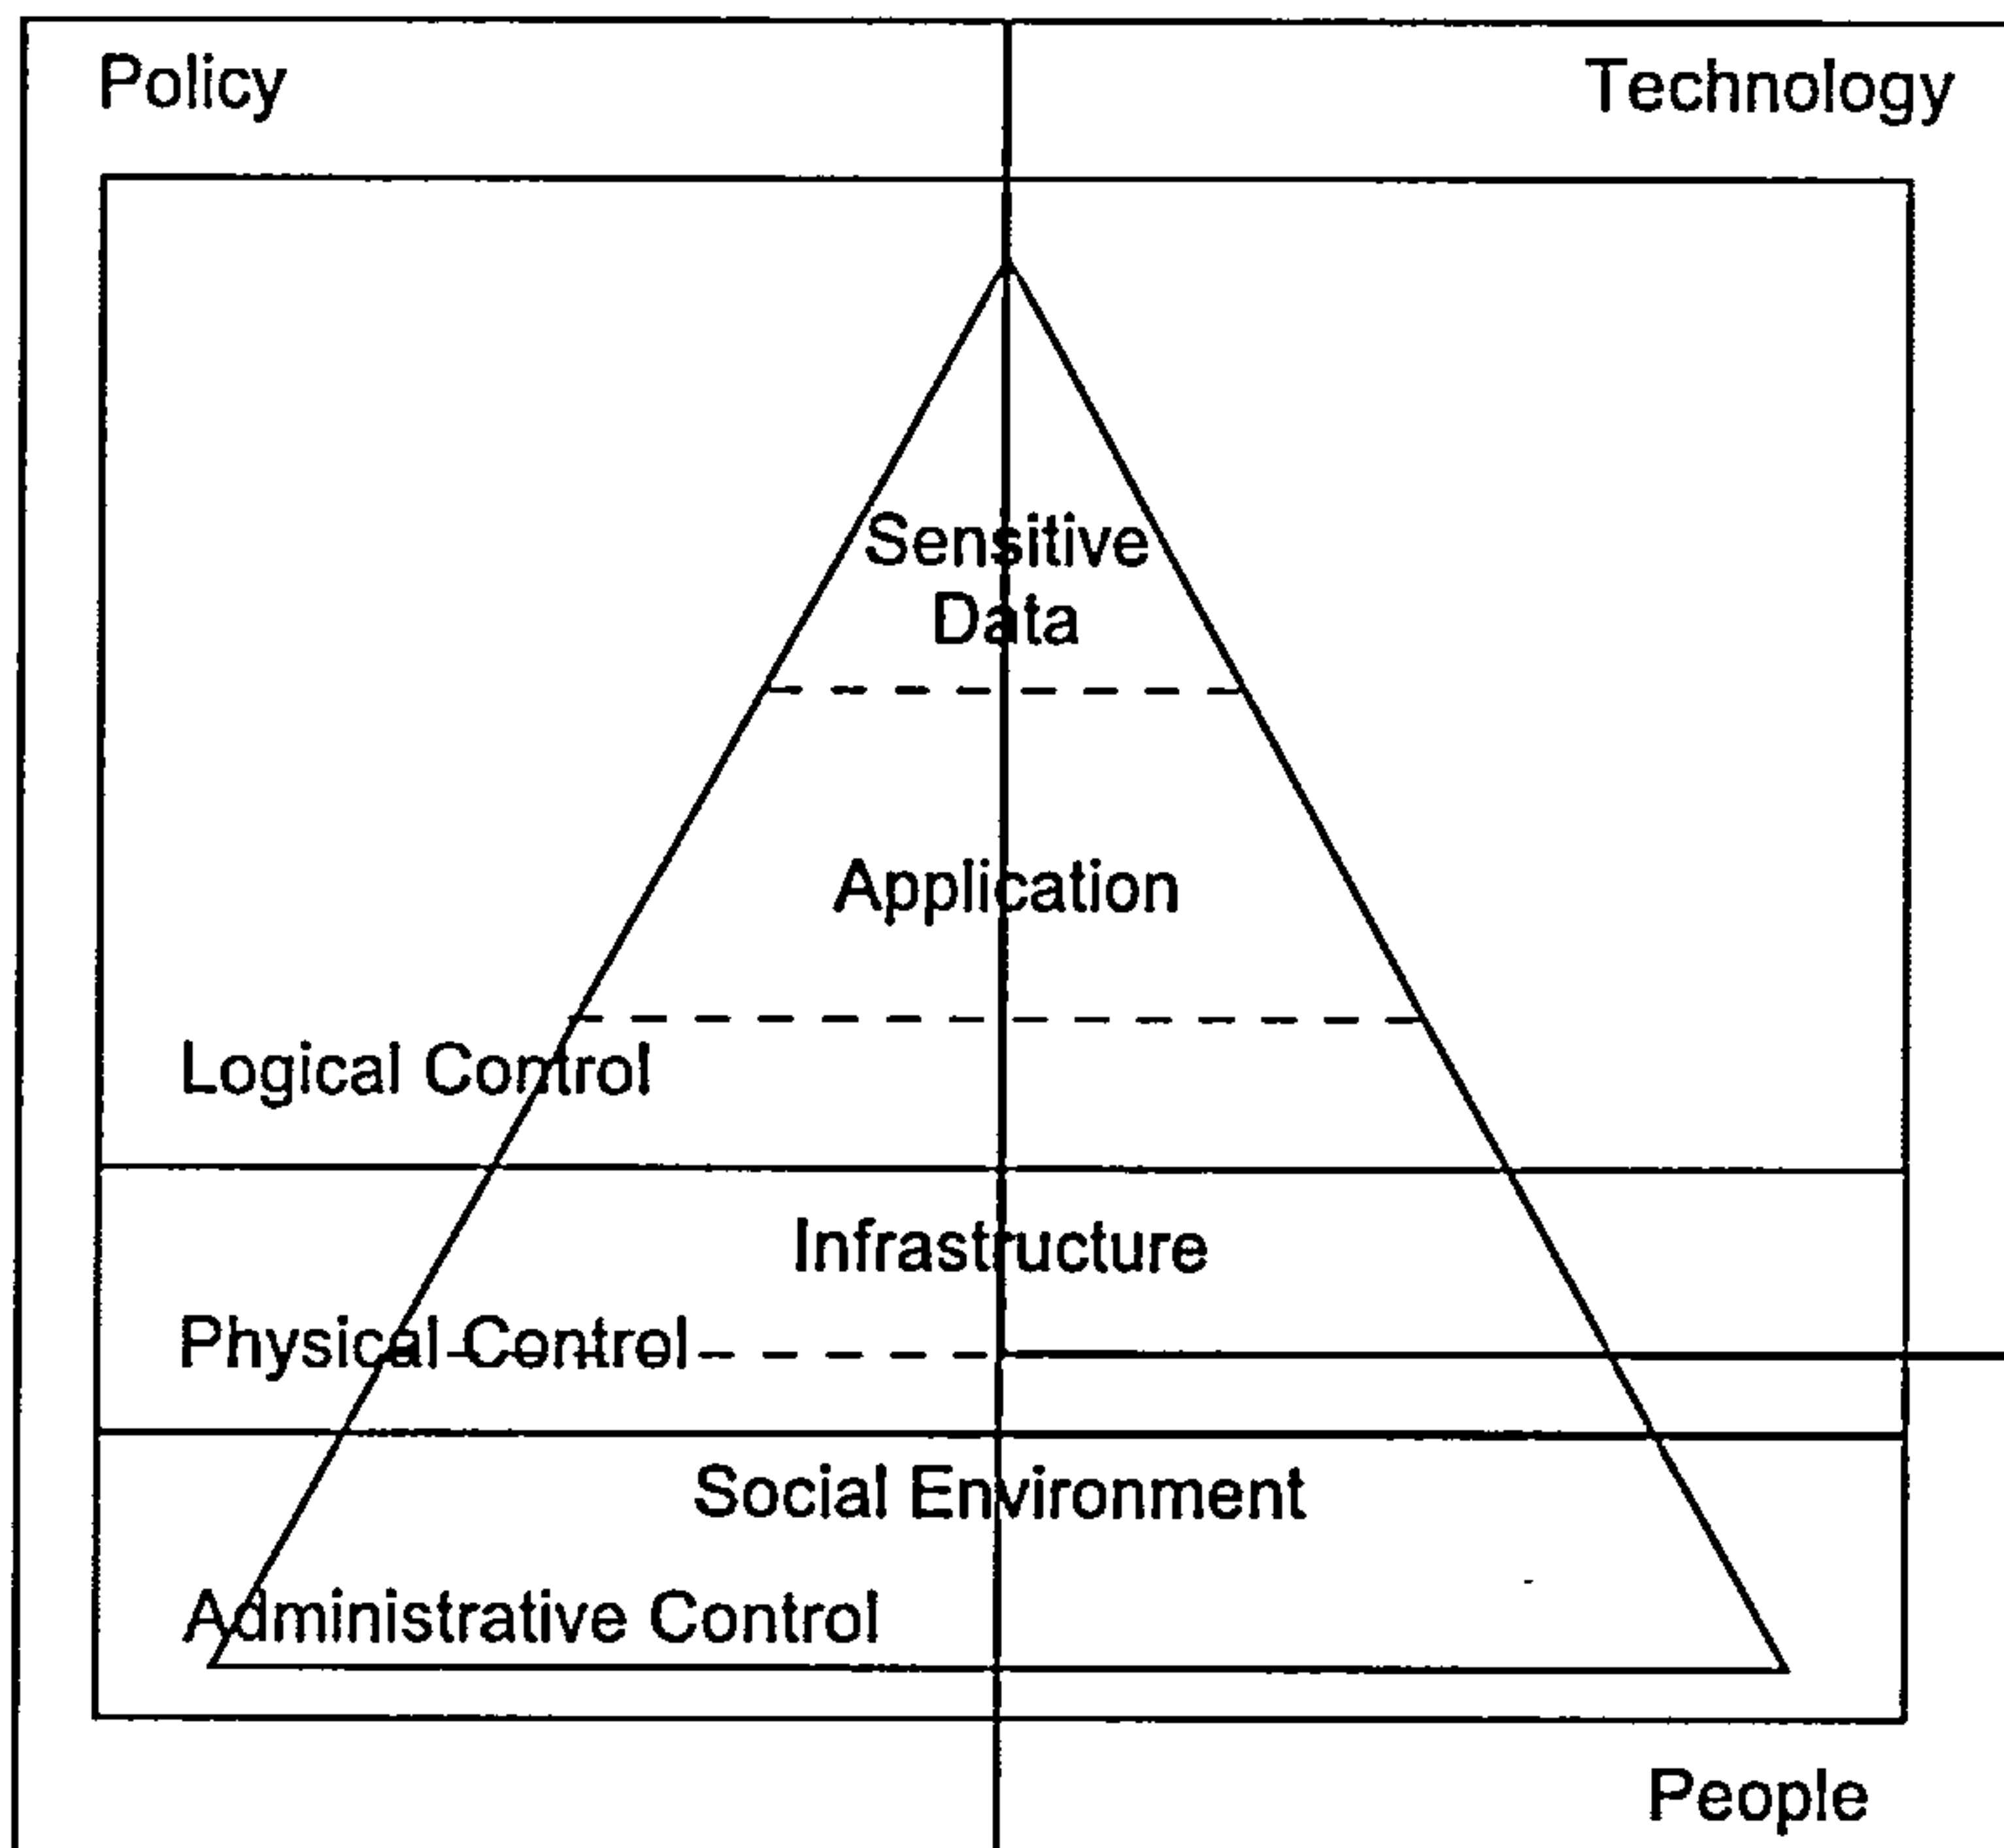 Policy
Technology
Sensitive
Data
Application
Logical Control
Infrastructure
Physical Control
Social Environment
Administrative Control
People